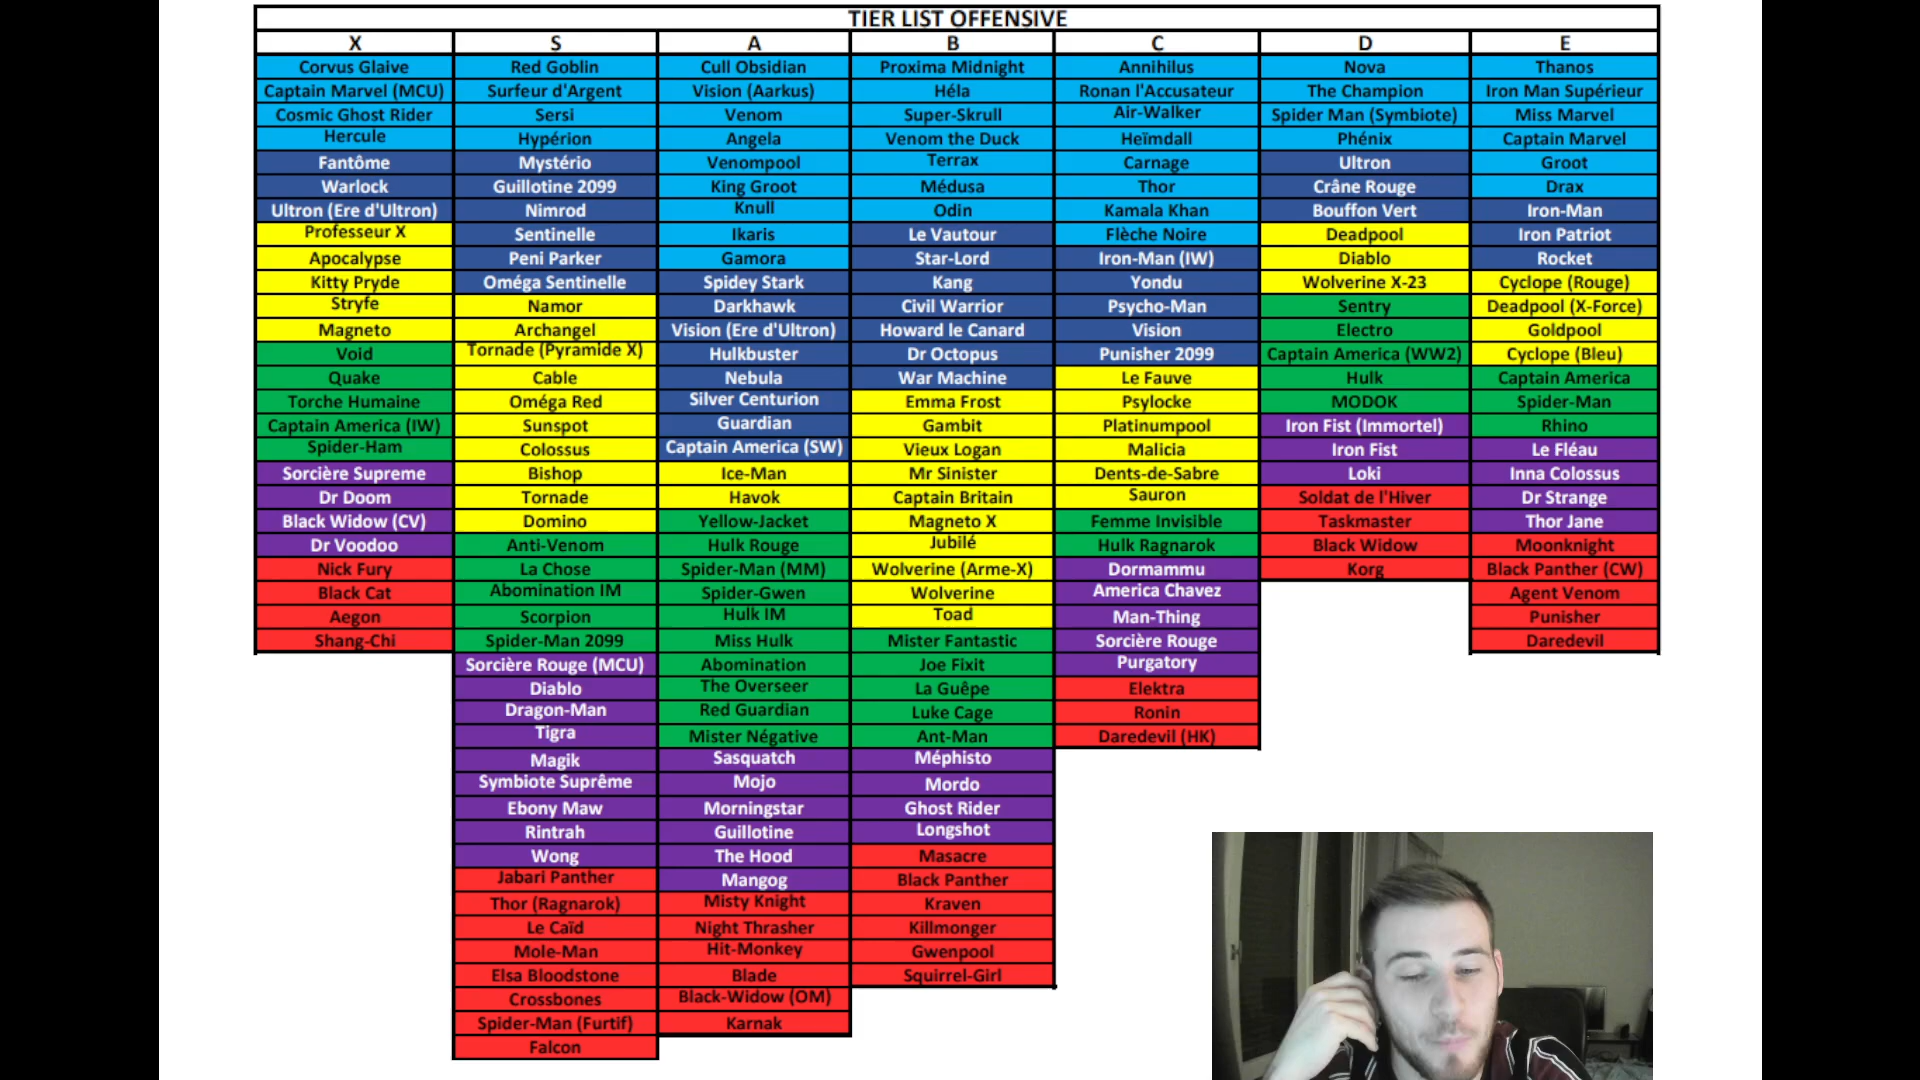 TIER LIST OFFENSIVE
X S A B C D E
Corvus Glaive Red Goblin Cull Obsidian Proxima Midnight Annihilus Nova Thanos
Captain Marvel (MCU) Surfeur d'Argent Vision (Aarkus) Héla Ronan l'Accusateur The Champion Iron Man Supérieur
Cosmic Ghost Rider Sersi Venom Super-Skrull Air-Walker Spider Man (Symbiote) Miss Marvel
Hercule Hypérion Angela Venom the Duck Heïmdall Phénix Captain Marvel
Fantôme Mystério Venompool Terrax Carnage Ultron Groot
Warlock Guillotine 2099 King Groot Médusa Thor Crâne Rouge Drax
Ultron (Ere d'Ultron) Nimrod Knull Odin Kamala Khan Bouffon Vert Iron-Man
Professeur X Sentinelle Ikaris Le Vautour Flèche Noire Deadpool Iron Patriot
Apocalypse Peni Parker Gamora Star-Lord Iron-Man (IW) Diablo Rocket
Kitty Pryde Oméga Sentinelle Spidey Stark Kang Yondu Wolverine X-23 Cyclope (Rouge)
Stryfe Namor Darkhawk Civil Warrior Psycho-Man Sentry Deadpool (X-Force)
Magneto Archangel Vision (Ere d'Ultron) Howard le Canard Vision Electro Goldpool
Void Tornade (Pyramide X) Hulkbuster Dr Octopus Punisher 2099 Captain America (WW2) Cyclope (Bleu)
Quake Cable Nebula War Machine Le Fauve Hulk Captain America
Torche Humaine Oméga Red Silver Centurion Emma Frost Psylocke MODOK Spider-Man
Captain America (IW) Sunspot Guardian Gambit Platinumpool Iron Fist (Immortel) Rhino
Spider-Ham Colossus Captain America (SW) Vieux Logan Malicia Iron Fist Le Fléau
Sorcière Supreme Bishop Ice-Man Mr Sinister Dents-de-Sabre Loki Inna Colossus
Dr Doom Tornade Havok Captain Britain Sauron Soldat de l'Hiver Dr Strange
Black Widow (CV) Domino Yellow-Jacket Magneto X Femme Invisible Taskmaster Thor Jane
Dr Voodoo Anti-Venom Hulk Rouge Jubilé Hulk Ragnarok Black Widow Moonknight
Nick Fury La Chose Spider-Man (MM) Wolverine (Arme-X) Dormammu Korg Black Panther (CW)
Black Cat Abomination IM Spider-Gwen Wolverine America Chavez Agent Venom
Aegon Scorpion Hulk IM Toad Man-Thing Punisher
Shang-Chi Spider-Man 2099 Miss Hulk Mister Fantastic Sorcière Rouge Daredevil
Sorcière Rouge (MCU) Abomination Joe Fixit Purgatory
Diablo The Overseer La Guêpe Elektra
Dragon-Man Red Guardian Luke Cage Ronin
Tigra Mister Négative Ant-Man Daredevil (HK)
Magik Sasquatch Méphisto
Symbiote Suprême Mojo Mordo
Ebony Maw Morningstar Ghost Rider
Rintrah Guillotine Longshot
Wong The Hood Masacre
Jabari Panther Mangog Black Panther
Thor (Ragnarok) Misty Knight Kraven
Le Caïd Night Thrasher Killmonger
Mole-Man Hit-Monkey Gwenpool
Elsa Bloodstone Blade Squirrel-Girl
Crossbones Black-Widow (OM)
Spider-Man (Furtif) Karnak
Falcon